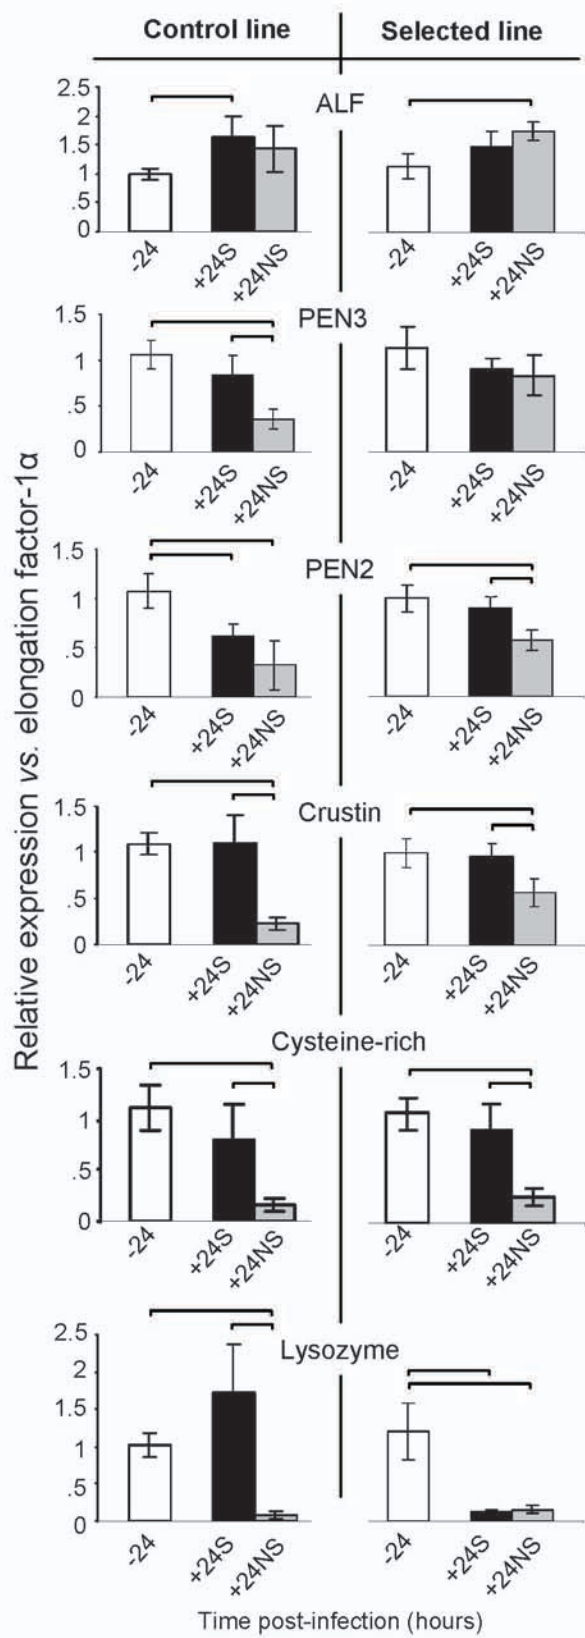 Control line
Selected line
Relative expression vs. elongation factor-1α
ALF
2.5
2
1.5
1
.5
0
-24
+24S
+24NS
-24
+24S
+24NS
PEN3
1.5
1
.5
0
-24
+24S
+24NS
-24
+24S
+24NS
PEN2
1.5
1
.5
0
-24
+24S
+24NS
-24
+24S
+24NS
Crustin
1.5
1
.5
0
-24
+24S
+24NS
-24
+24S
+24NS
Cysteine-rich
1.5
1
.5
0
-24
+24S
+24NS
-24
+24S
+24NS
Lysozyme
2.5
2
1.5
1
.5
0
-24
+24S
+24NS
-24
+24S
+24NS
Time post-infection (hours)